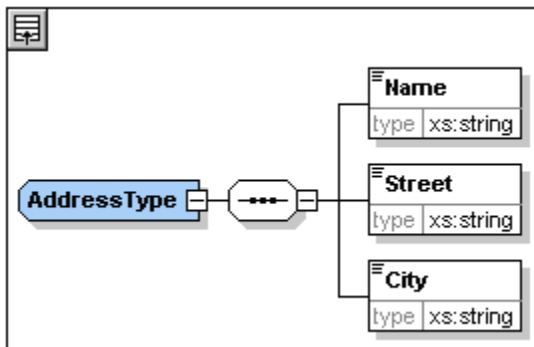 Name
type xs:string
AddressType
Street
type xs:string
City
type xs:string